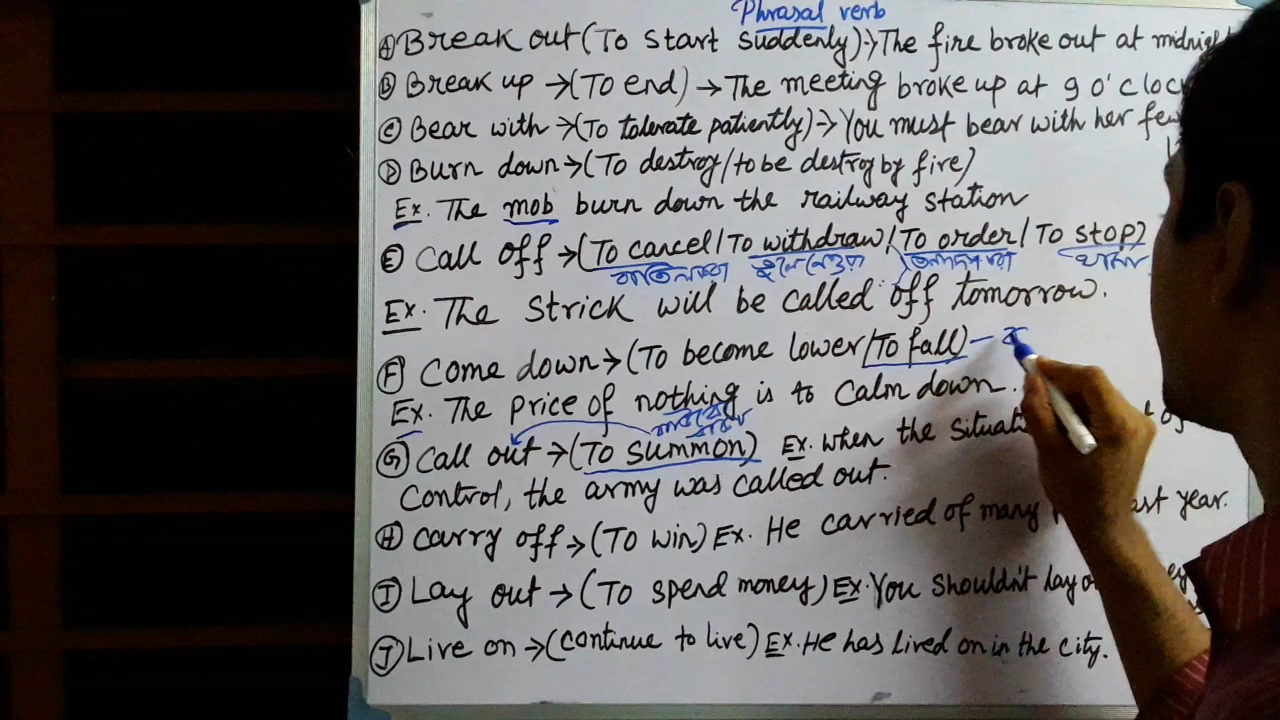 Phrasal verb
Ⓐ Break out (To start suddenly) → The fire broke out at midnight
Ⓑ Break up → (To end) → The meeting broke up at 9 o'clock
Ⓒ Bear with → (To tolerate patiently) → You must bear with her few
Ⓓ Burn down → (To destroy/to be destroy by fire)
Ex. The mob burn down the railway station
Ⓔ Call off → (To cancel/To withdraw/To order/To stop)
Ex. The Strick will be called off tomorrow.
Ⓕ Come down → (To become lower/To fall) –
Ex. The price of nothing is to calm down.
Ⓖ Call out → (To summon) Ex. When the situati
Control, the army was called out.
Ⓗ Carry off → (To win) Ex. He carried of many ast year.
Ⓘ Lay out → (To spend money) Ex. You shouldn't lay o
Ⓙ Live on → (continue to live) Ex. He has lived on in the city.